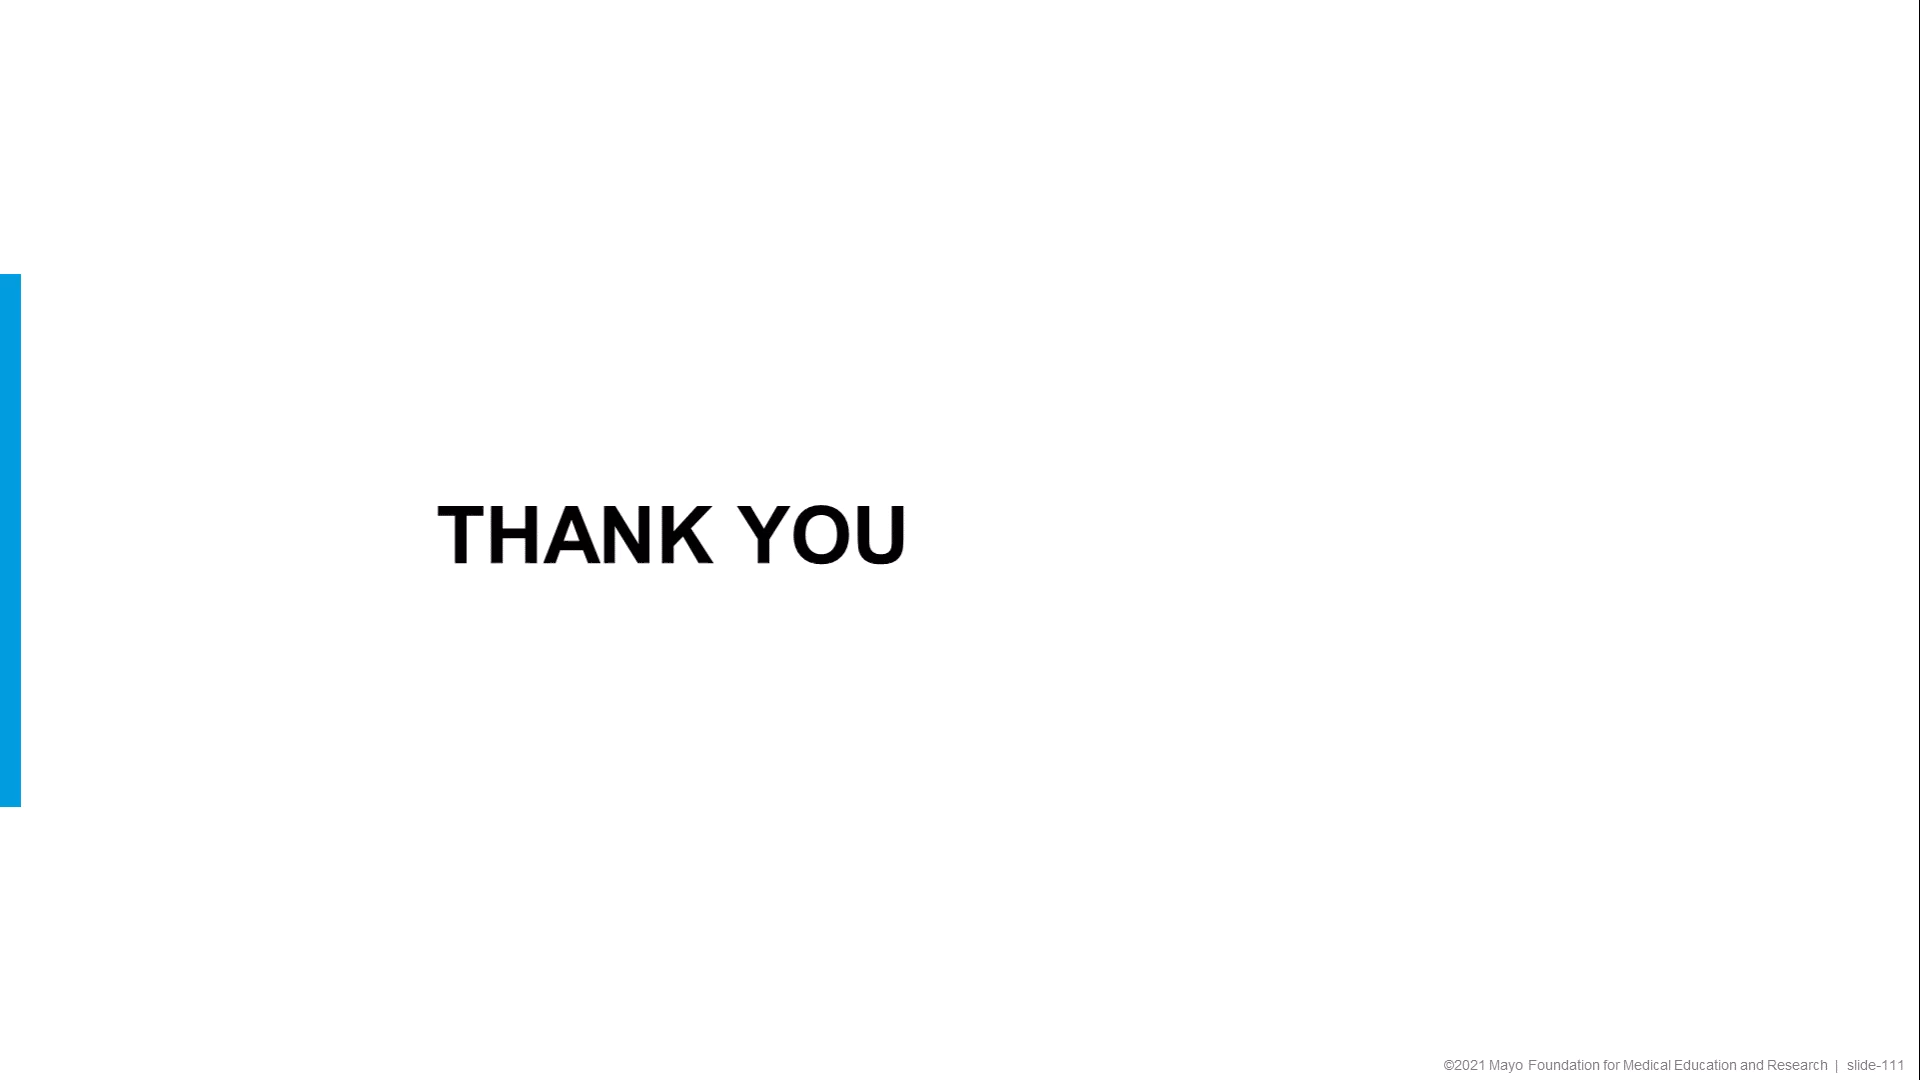 THANK YOU
©2021 Mayo Foundation for Medical Education and Research | slide-111